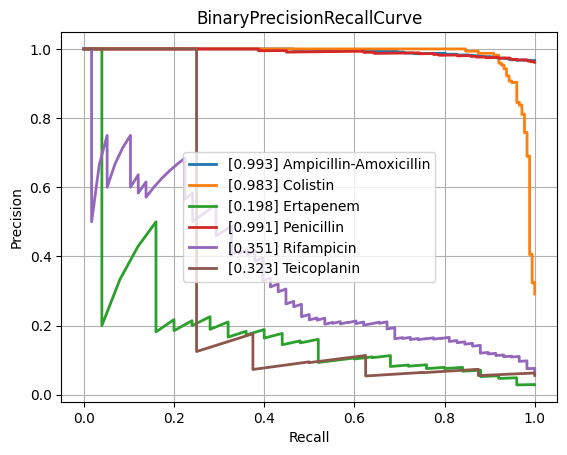 BinaryPrecisionRecallCurve
1.0
0.8
0.6
0.4
0.2
0.0
Precision
[0.993] Ampicillin-Amoxicillin
[0.983] Colistin
[0.198] Ertapenem
[0.991] Penicillin
[0.351] Rifampicin
[0.323] Teicoplanin
0.0 0.2 0.4 0.6 0.8 1.0
Recall